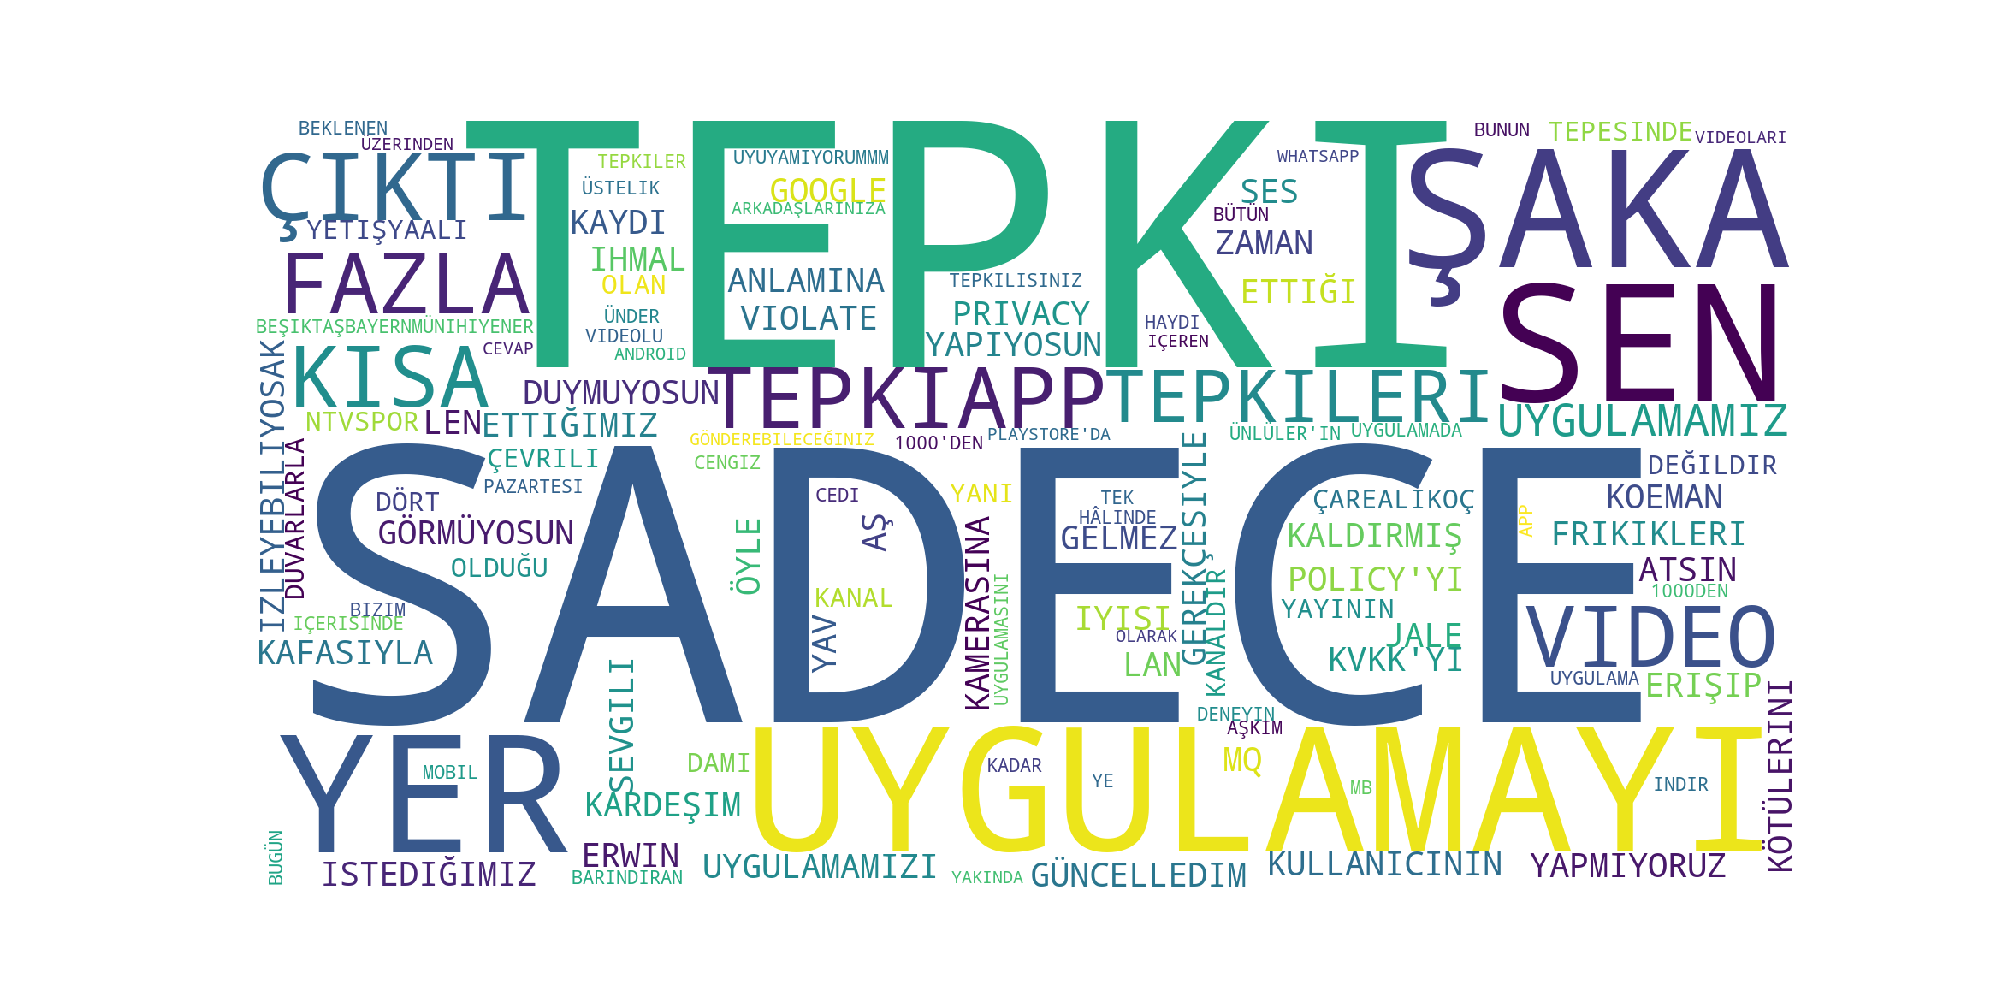 BEKLENEN
ÜZERINDEN
TEPKI
ÇIKTI
YETIŞYAALI
FAZLA
TEPKILER
ÜSTELIK
KAYDI
IHMAL
OLAN
ÜNDER
VIDEOLU
ANDROID
UYUYAMIYORUMMM
GOOGLE
ARKADAŞLARINIZA
ANLAMINA
VIOLATE
TEPKILISINIZ
PRIVACY
YAPIYOSUN
WHATSAPP
SES
BÜTÜN
ZAMAN
ETTIĞI
HAYDI
IÇEREN
BUNUN
TEPESINDE
VIDEOLARI
ŞAKA
SEN
BEŞIKTAŞBAYERNMÜNIHIYENER
CEVAP
KISA
DUYMUYOSUN
TEPKIAPP
TEPKILERI
UYGULAMAMIZ
NTVSPOR
LEN
ETTIĞIMIZ
GÖNDEREBILECEĞINIZ
1000'DEN
PLAYSTORE'DA
ÜNLÜLER'IN
UYGULAMADA
IZLEYEBILIYOSAK
DUVARLARLA
ÇEVRILI
PAZARTESI
CENGIZ
SADECE
DÖRT
GÖRMÜYOSUN
OLDUĞU
BIZIM
IÇERISINDE
KAFASIYLA
ÖYLE
CEDI
AŞ
KANAL
YAV
YANI
KAMERASINA
UYGULAMASINI
TEK
HÂLINDE
GELMEZ
IYISI
OLARAK
LAN
GEREKÇESIYLE
KANALDIR
ÇAREALIKOÇ
KALDIRMIŞ
POLICY'YI
YAYININ
JALE
KVKK'YI
APP
DEĞILDIR
KOEMAN
FRIKIKLERI
ATSIN
1000DEN
VIDEO
UYGULAMA
ERIŞIP
DENEYIN
AŞKIM
YER
MOBIL
SEVGILI
KARDEŞIM
DAMI
UYGULAMAYI
KADAR
YE
MQ
MB
INDIR
KÖTÜLERINI
BUGÜN
ISTEDIĞIMIZ
ERWIN
BARINDIRAN
UYGULAMAMIZI
YAKINDA
GÜNCELLEDIM
KULLANICININ
YAPMIYORUZ